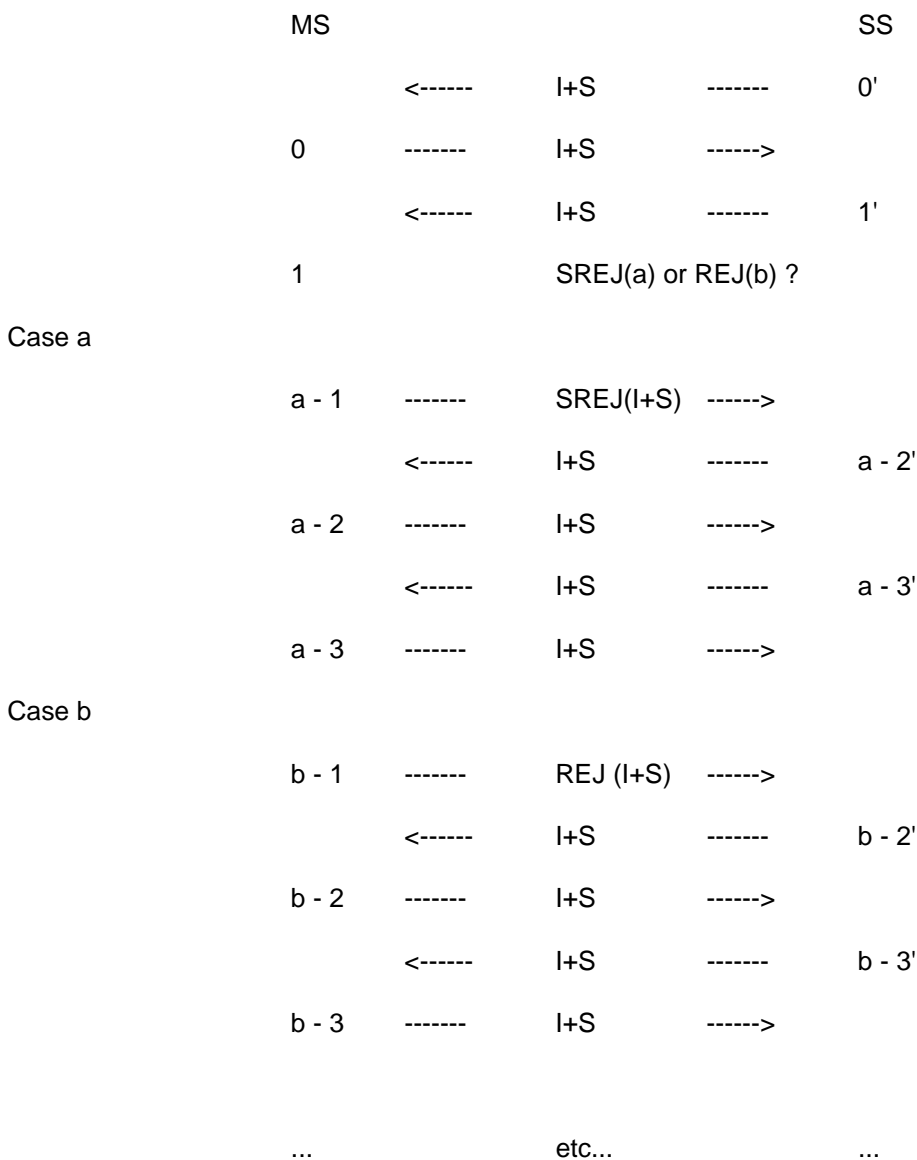 MS SS
<------ I+S ------- 0'
0 ------- I+S ------>
<------ I+S ------- 1'
1 SREJ(a) or REJ(b) ?
Case a
a - 1 ------- SREJ(I+S) ------>
<------ I+S ------- a - 2'
a - 2 ------- I+S ------>
<------ I+S ------- a - 3'
a - 3 ------- I+S ------>
Case b
b - 1 ------- REJ (I+S) ------>
<------ I+S ------- b - 2'
b - 2 ------- I+S ------>
<------ I+S ------- b - 3'
b - 3 ------- I+S ------>
... etc... ...